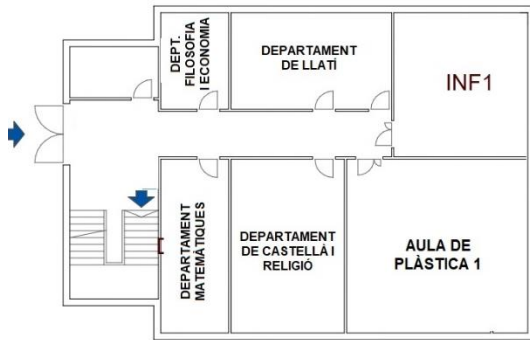 DEPT.
FILOSOFIA
I ECONOMIA
DEPARTAMENT
DE LLATÍ
INF1
DEPARTAMENT
MATEMÀTIQUES
DEPARTAMENT
DE CASTELLÀ I
RELIGIÓ
AULA DE
PLÀSTICA 1